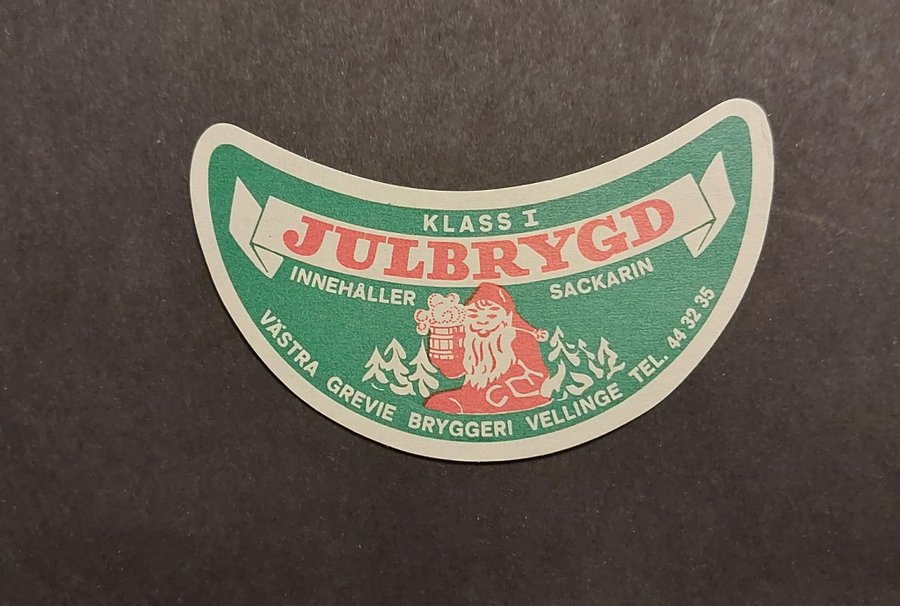 KLASS I
JULBRYGD
INNEHÅLLER SACKARIN
VÄSTRA GREVIE BRYGGERI VELLINGE TEL. 44 32 35